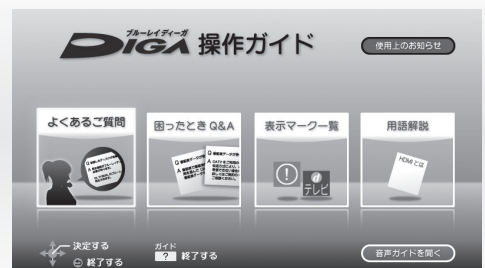 ブルーレイディーガ
DIGA 操作ガイド
使用上のお知らせ
よくあるご質問
困ったとき Q&A
表示マーク一覧
用語解説
! d
テレビ
HDMIとは
決定する
終了する
ガイド
? 終了する
音声ガイドを聞く